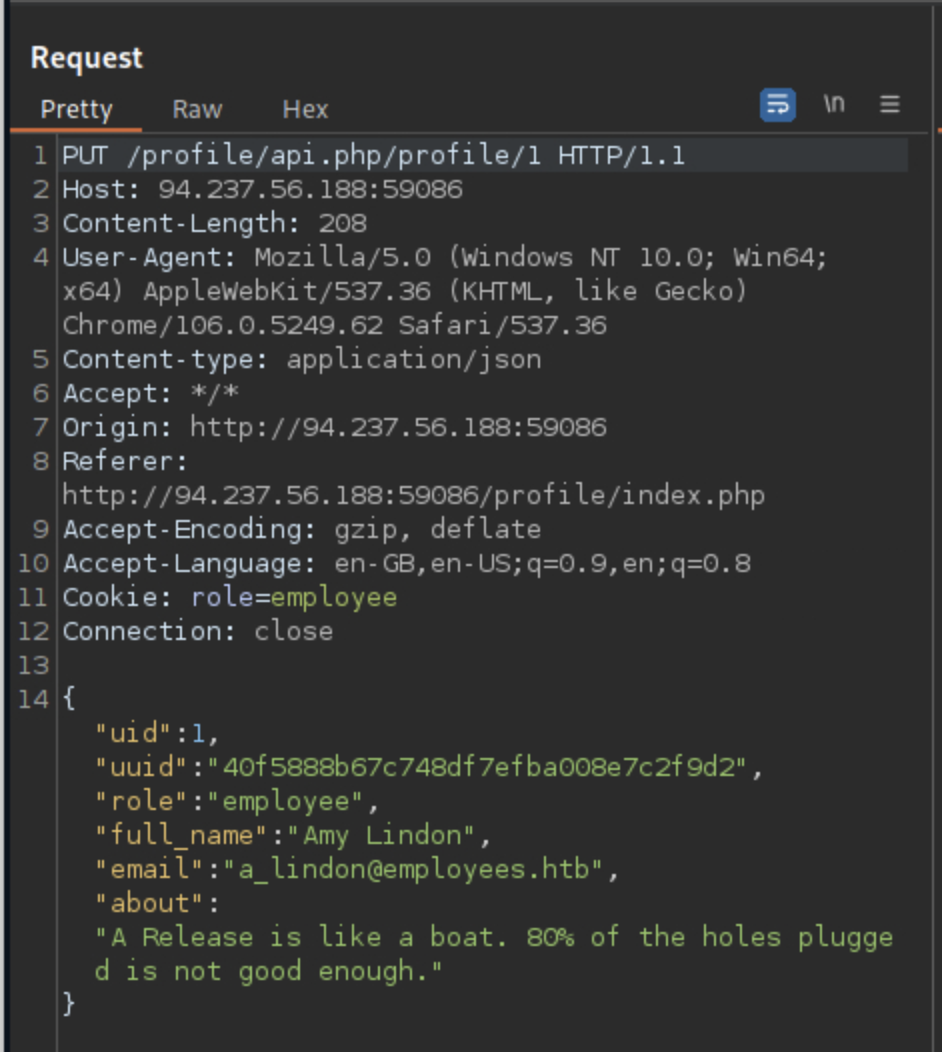 Request
Pretty Raw Hex
\n
1 PUT /profile/api.php/profile/1 HTTP/1.1
2 Host: 94.237.56.188:59086
3 Content-Length: 208
4 User-Agent: Mozilla/5.0 (Windows NT 10.0; Win64;
x64) AppleWebKit/537.36 (KHTML, like Gecko)
Chrome/106.0.5249.62 Safari/537.36
5 Content-type: application/json
6 Accept: */*
7 Origin: http://94.237.56.188:59086
8 Referer:
http://94.237.56.188:59086/profile/index.php
9 Accept-Encoding: gzip, deflate
10 Accept-Language: en-GB,en-US;q=0.9,en;q=0.8
11 Cookie: role=employee
12 Connection: close
13
14 {
"uid":1,
"uuid":"40f5888b67c748df7efba008e7c2f9d2",
"role":"employee",
"full_name":"Amy Lindon",
"email":"a_lindon@employees.htb",
"about":
"A Release is like a boat. 80% of the holes plugge
d is not good enough."
}